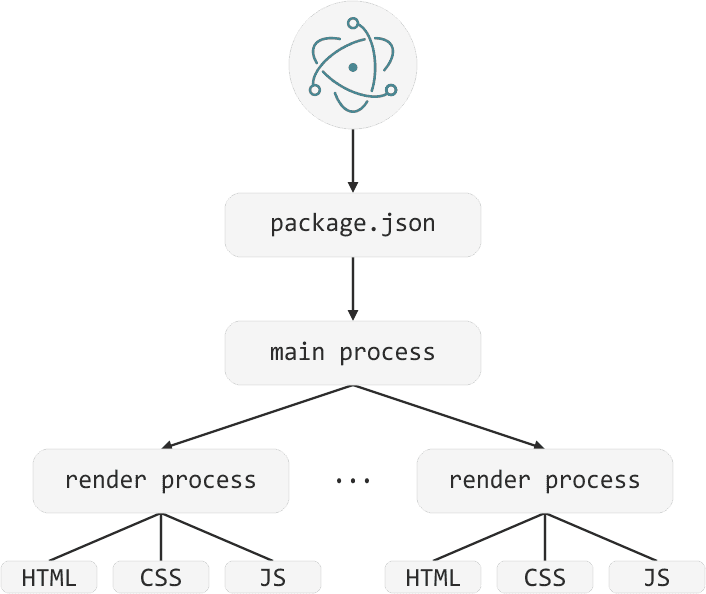 package.json
main process
render process
...
render process
HTML
CSS
JS
HTML
CSS
JS